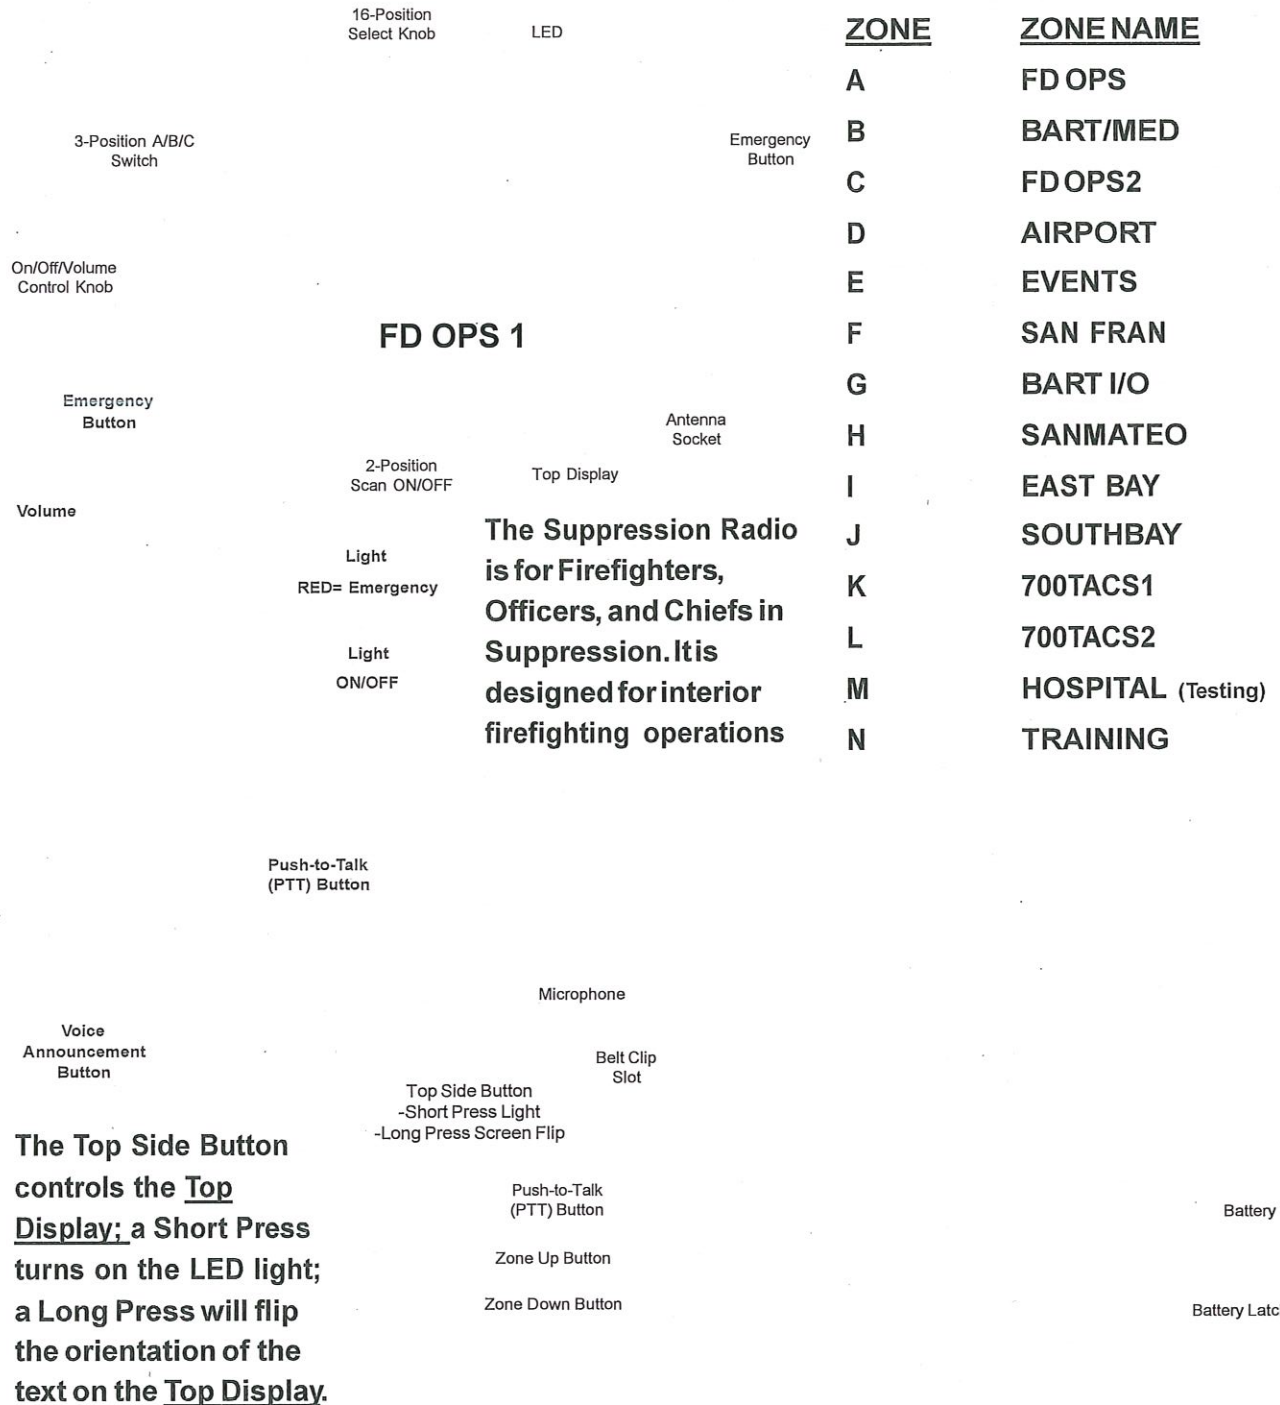 16-Position
Select Knob
LED
3-Position A/B/C
Switch
Emergency
Button
On/Off/Volume
Control Knob
FD OPS 1
Emergency
Button
Antenna
Socket
2-Position
Scan ON/OFF
Top Display
Volume
Light
RED= Emergency
Light
ON/OFF
The Suppression Radio
is for Firefighters,
Officers, and Chiefs in
Suppression. It is
designed for interior
firefighting operations
ZONE ZONE NAME
A FD OPS
B BART/MED
C FD OPS2
D AIRPORT
E EVENTS
F SAN FRAN
G BART I/O
H SANMATEO
I EAST BAY
J SOUTHBAY
K 700TACS1
L 700TACS2
M HOSPITAL (Testing)
N TRAINING
Push-to-Talk
(PTT) Button
Microphone
Voice
Announcement
Button
Belt Clip
Slot
Top Side Button
-Short Press Light
-Long Press Screen Flip
The Top Side Button
controls the Top
Display; a Short Press
turns on the LED light;
a Long Press will flip
the orientation of the
text on the Top Display.
Push-to-Talk
(PTT) Button
Zone Up Button
Zone Down Button
Battery
Battery Latc